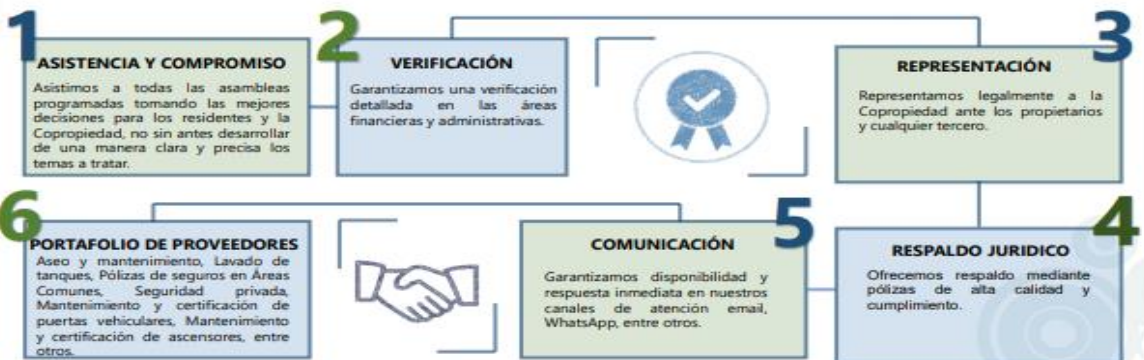 1
ASISTENCIA Y COMPROMISO
Asistimos a todas las asambleas
programadas tomando las mejores
decisiones para los residentes y la
Copropiedad, no sin antes desarrollar
de una manera clara y precisa los
temas a tratar.
2
VERIFICACIÓN
Garantizamos una verificación
detallada en las áreas
financieras y administrativas.
3
REPRESENTACIÓN
Representamos legalmente a la
Copropiedad ante los propietarios
y cualquier tercero.
4
RESPALDO JURIDICO
Ofrecemos respaldo mediante
pólizas de alta calidad y
cumplimiento.
5
COMUNICACIÓN
Garantizamos disponibilidad y
respuesta inmediata en nuestros
canales de atención email,
WhatsApp, entre otros.
6
PORTAFOLIO DE PROVEEDORES
Aseo y mantenimiento, Lavado de
tanques, Pólizas de seguros en Áreas
Comunes, Seguridad privada,
Mantenimiento y certificación de
puertas vehiculares, Mantenimiento
y certificación de ascensores, entre
otros.